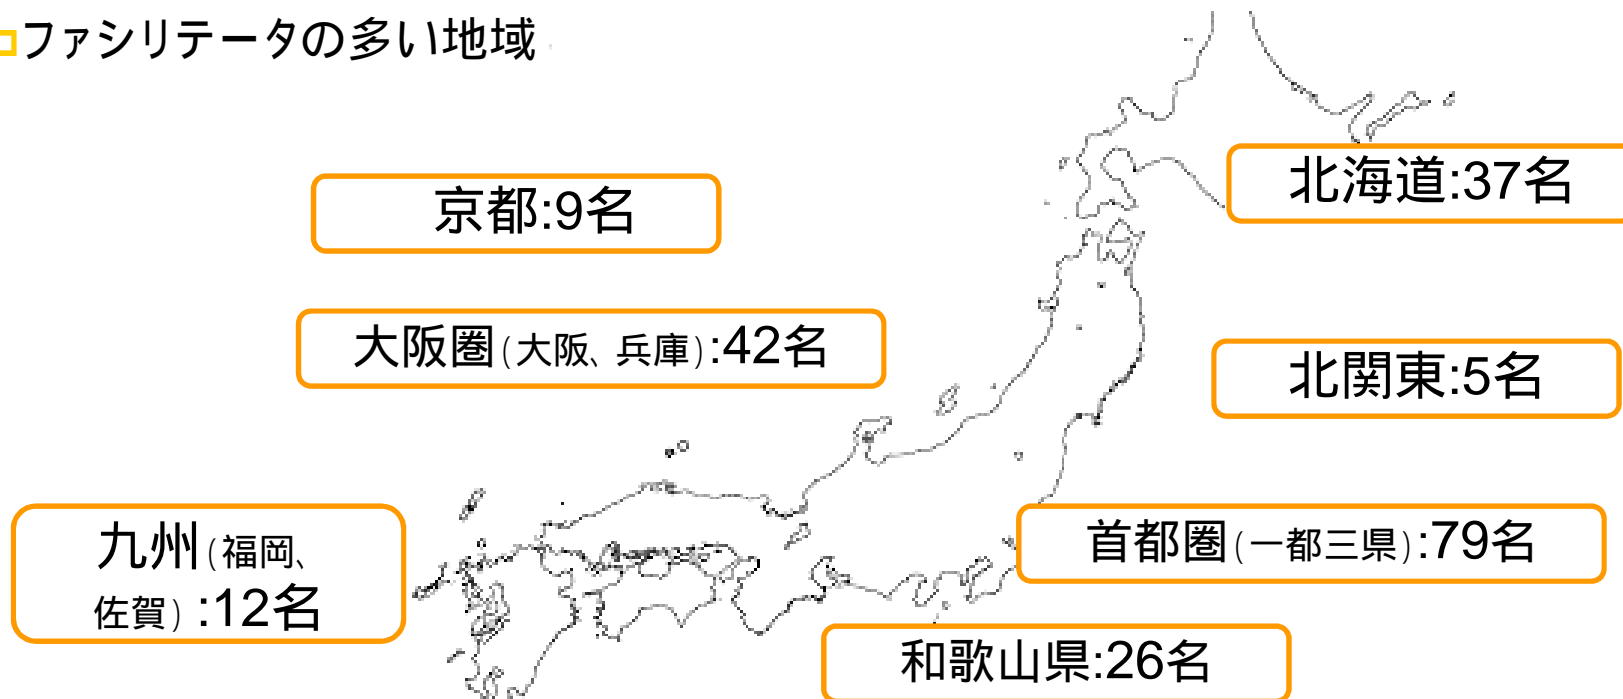 ファシリテータの多い地域
京都:9名
北海道:37名
大阪圏(大阪、兵庫):42名
北関東:5名
九州(福岡、
佐賀):12名
首都圏(一都三県):79名
和歌山県:26名